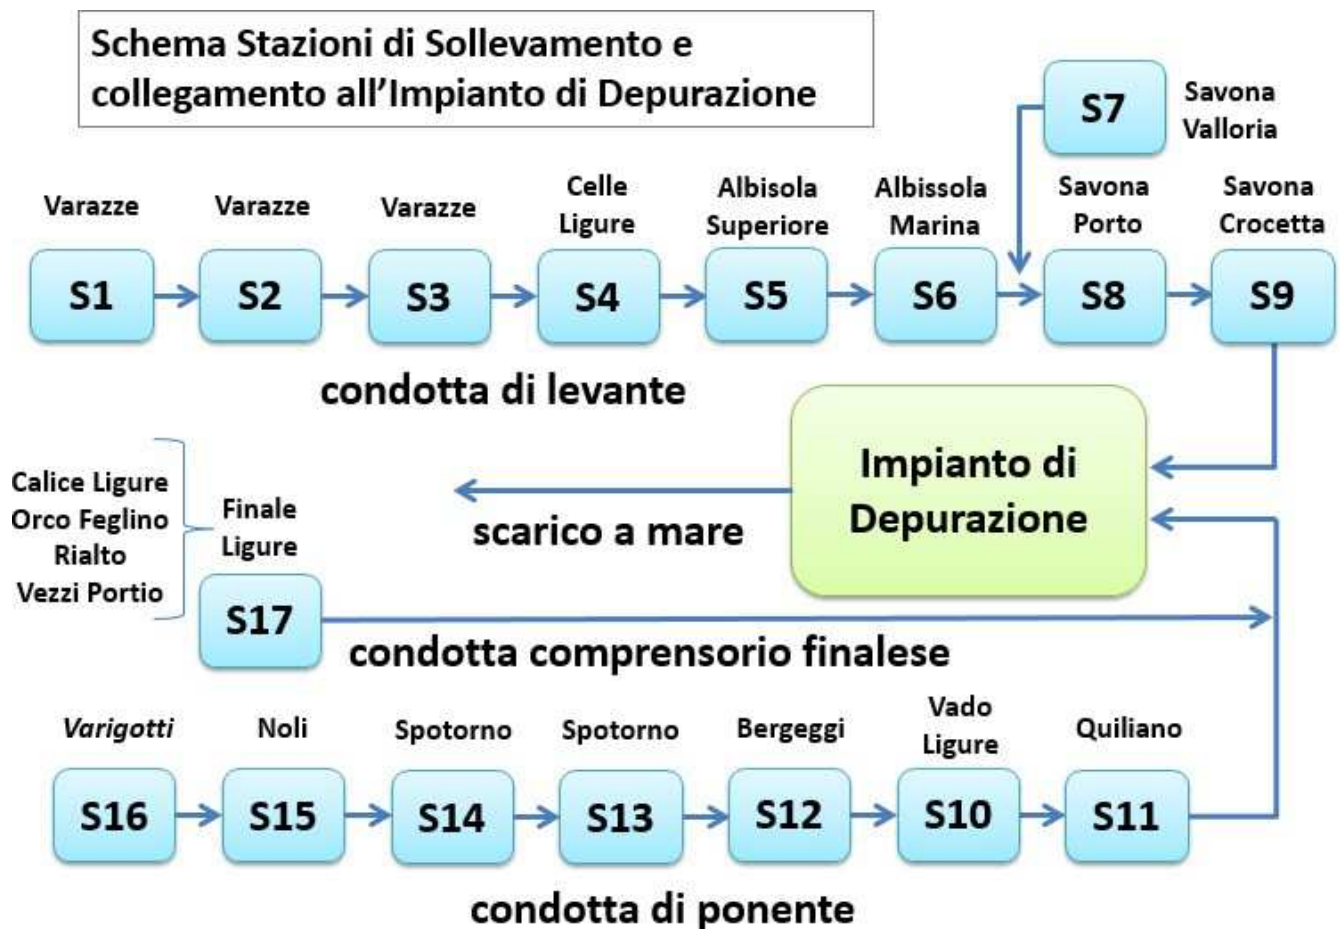 Schema Stazioni di Sollevamento e
collegamento all'Impianto di Depurazione
S7
Savona
Valloria
Varazze
Varazze
Varazze
Celle
Ligure
Albisola
Superiore
Albissola
Marina
Savona
Porto
Savona
Crocetta
S1
S2
S3
S4
S5
S6
S8
S9
condotta di levante
Impianto di
Depurazione
Calice Ligure
Orco Feglino
Rialto
Vezzi Portio
Finale
Ligure
scarico a mare
S17
condotta comprensorio finalese
Varigotti
Noli
Spotorno
Spotorno
Bergeggi
Vado
Ligure
Quiliano
S16
S15
S14
S13
S12
S10
S11
condotta di ponente